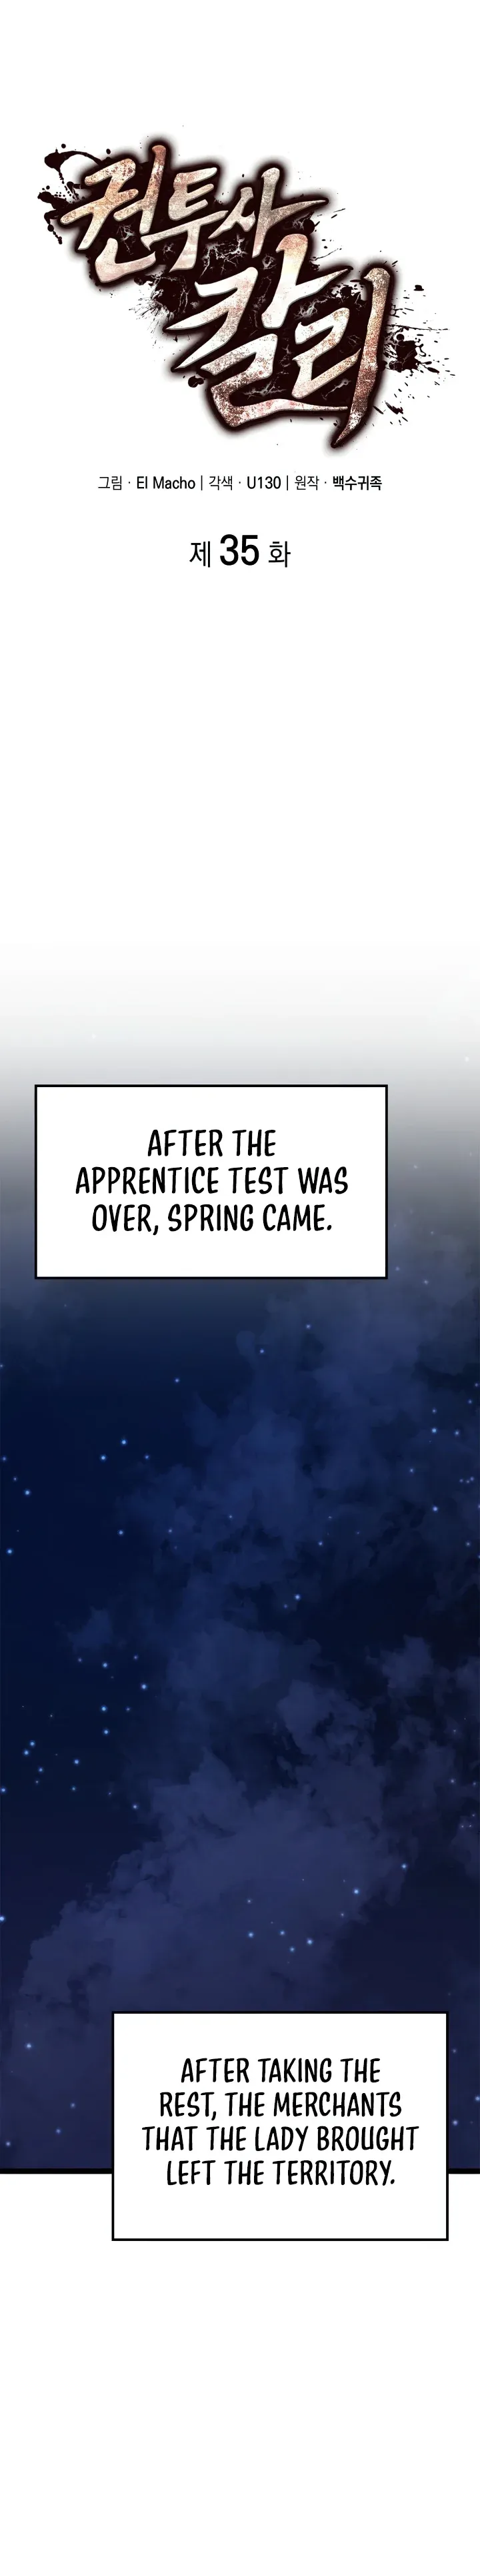 권투사
칼리
그림 · El Macho | 각색 · U130 | 원작 · 백수귀족
제 35 화
AFTER THE
APPRENTICE TEST WAS
OVER, SPRING CAME.
AFTER TAKING THE
REST, THE MERCHANTS
THAT THE LADY BROUGHT
LEFT THE TERRITORY.